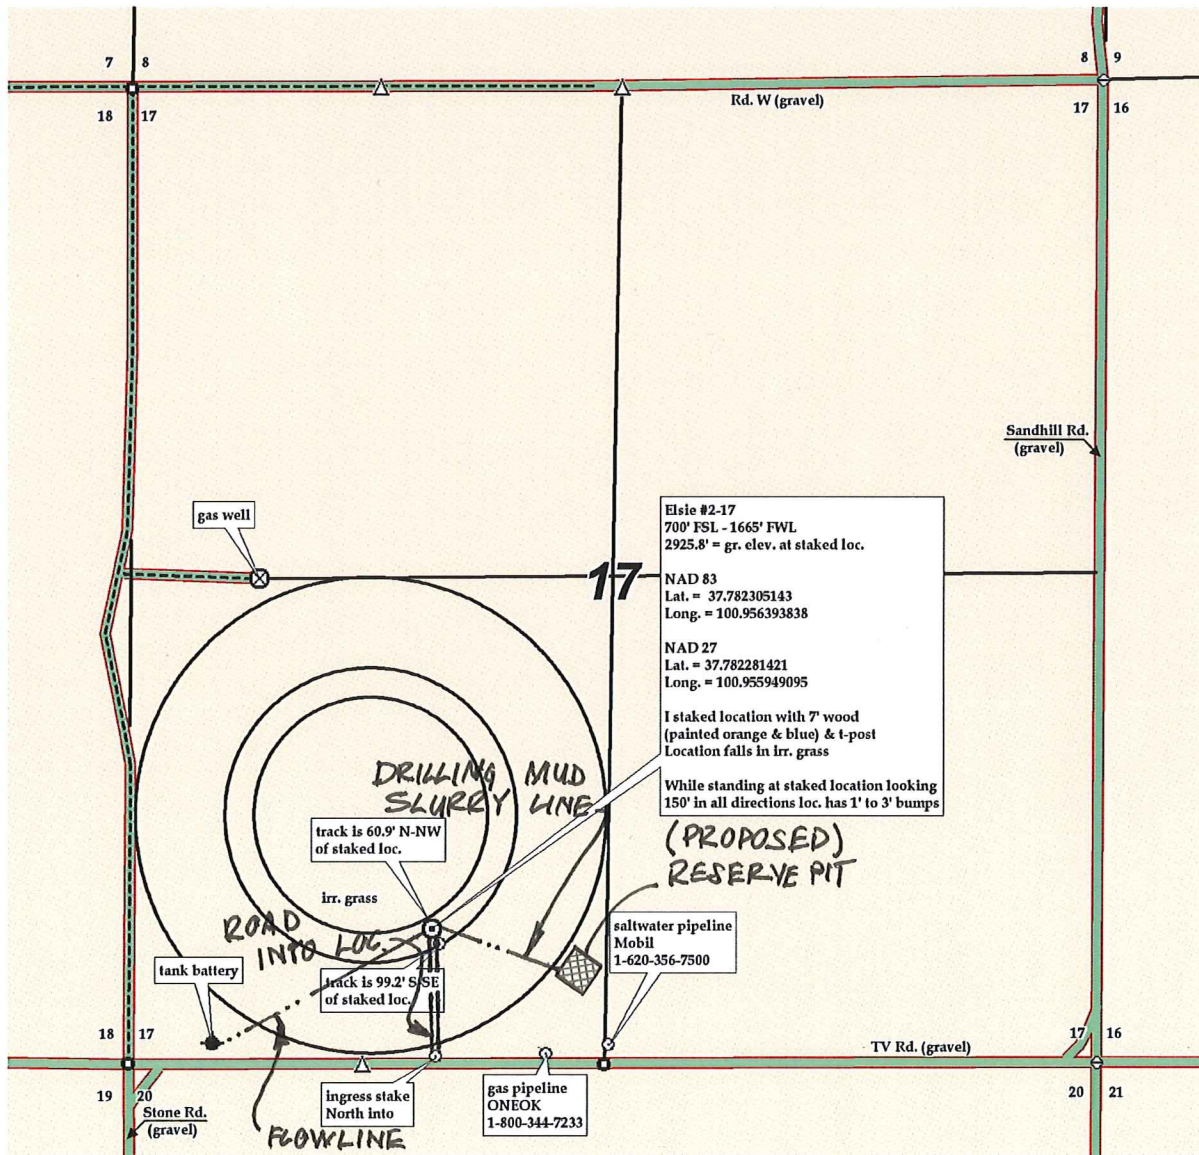 7 8
8 9
Rd. W (gravel)
18 17
17 16
Sandhill Rd.
(gravel)
gas well
Elsie #2-17
700' FSL - 1665' FWL
2925.8' = gr. elev. at staked loc.
NAD 83
Lat. = 37.782305143
Long. = 100.956393838
NAD 27
Lat. = 37.782281421
Long. = 100.955949095
I staked location with 7' wood
(painted orange & blue) & t-post
Location falls in irr. grass
While standing at staked location looking
150' in all directions loc. has 1' to 3' bumps
17
DRILLING MUD
SLURRY LINE
track is 60.9' N-NW
of staked loc.
(PROPOSED)
RESERVE PIT
irr. grass
ROAD
INTO LOC.
saltwater pipeline
Mobil
1-620-356-7500
tank battery
track is 99.2' S-SE
of staked loc.
18 17
17 16
TV Rd. (gravel)
19 20
20 21
Stone Rd.
(gravel)
ingress stake
North into
gas pipeline
ONEOK
1-800-344-7233
FLOWLINE